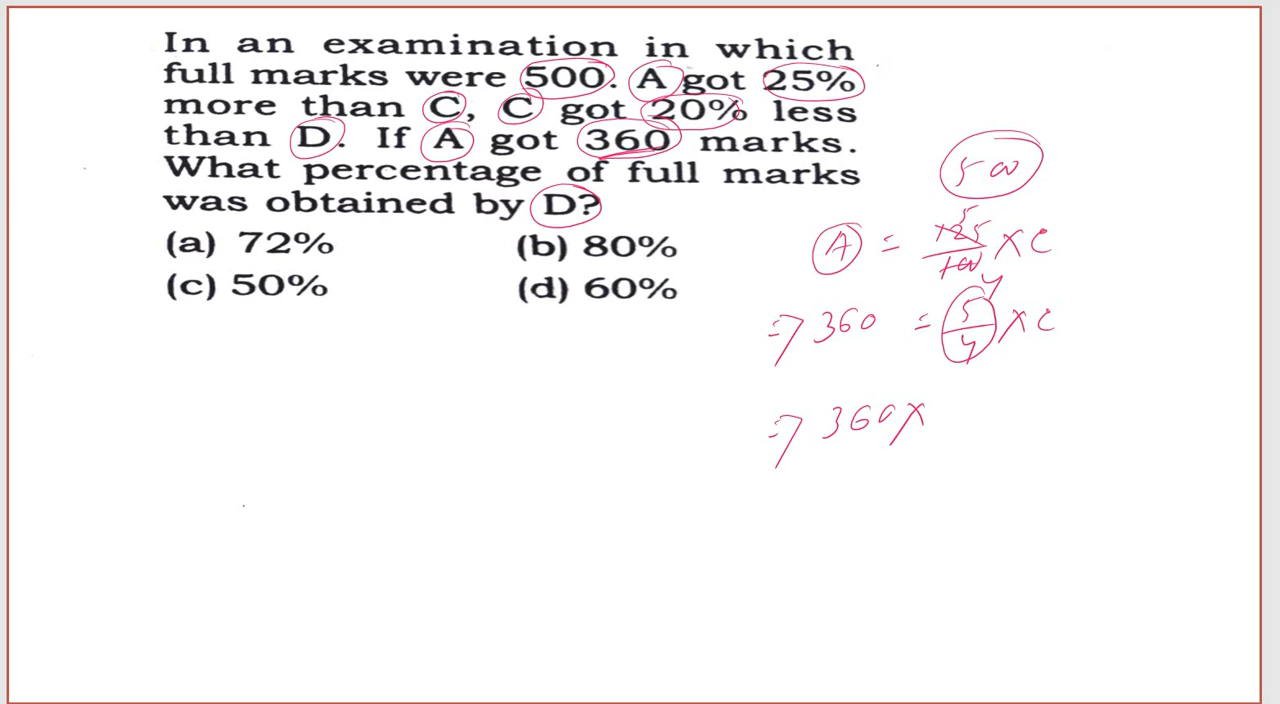 In an examination in which
full marks were 500. A got 25%
more than C, C got 20% less
than D. If A got 360 marks.
What percentage of full marks
was obtained by D?
(a) 72% (b) 80%
(c) 50% (d) 60%
500
A = 125/100 × C
5
4
⇒ 360 = 5/4 × C
⇒ 360 ×